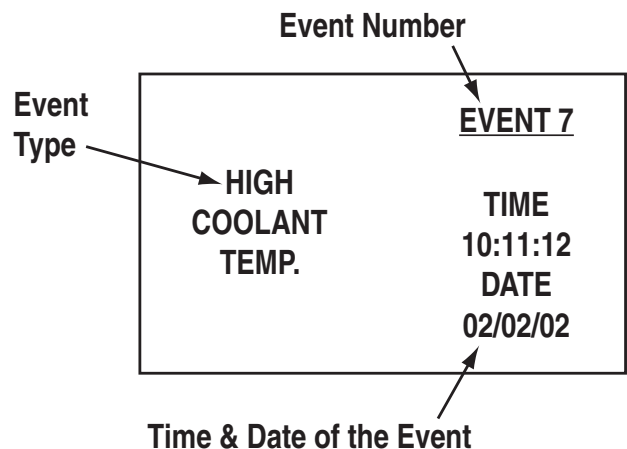 Event Number
Event
Type
EVENT 7
HIGH
COOLANT
TEMP.
TIME
10:11:12
DATE
02/02/02
Time & Date of the Event